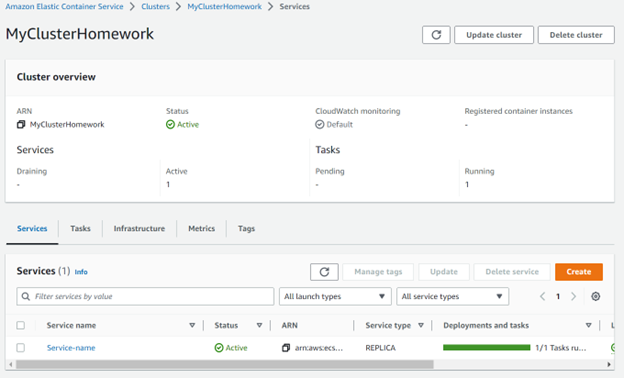 Amazon Elastic Container Service > Clusters > MyClusterHomework > Services
MyClusterHomework
Update cluster Delete cluster
Cluster overview
ARN Status CloudWatch monitoring Registered container instances
MyClusterHomework Active Default -
Services Tasks
Draining Active Pending Running
- 1 - 1
Services Tasks Infrastructure Metrics Tags
Services (1) Info Manage tags Update Delete service Create
Filter services by value All launch types All service types 1
Service name Status ARN Service type Deployments and tasks L
Service-name Active arn:aws:ecs... REPLICA 1/1 Tasks ru...